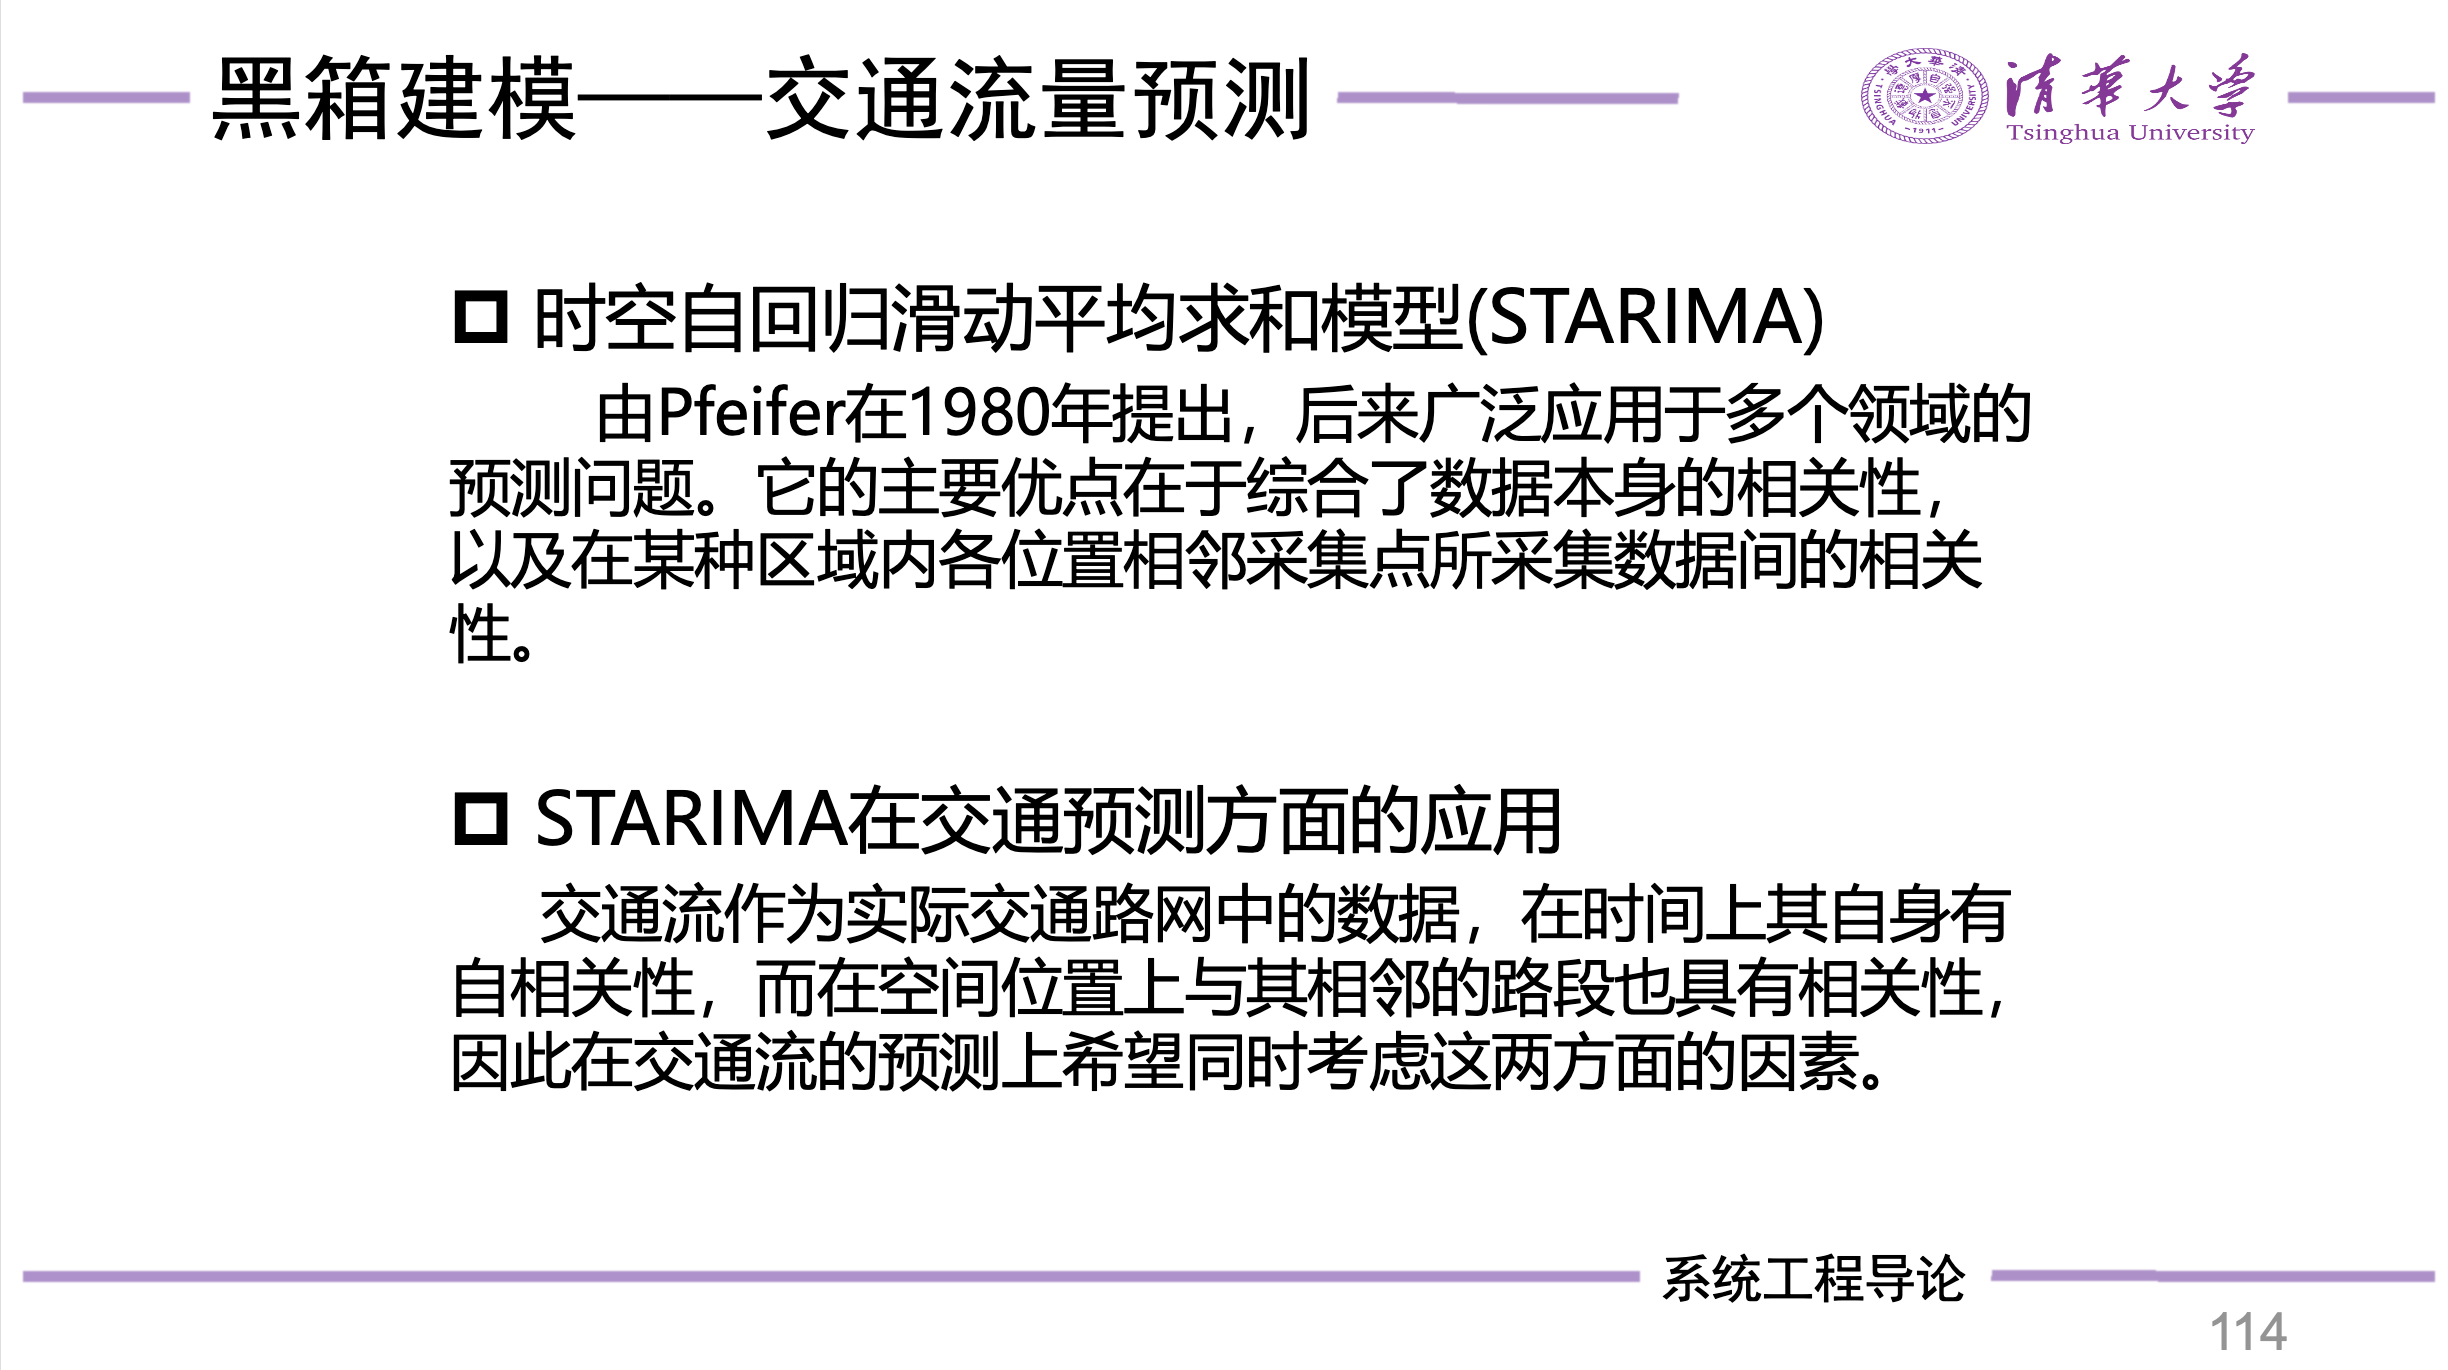 黑箱建模——交通流量预测
清華大学
Tsinghua University
TSINGHUA UNIVERSITY
-1911-
时空自回归滑动平均求和模型(STARIMA)
由Pfeifer在1980年提出，后来广泛应用于多个领域的
预测问题。它的主要优点在于综合了数据本身的相关性，
以及在某种区域内各位置相邻采集点所采集数据间的相关
性。
STARIMA在交通预测方面的应用
交通流作为实际交通路网中的数据，在时间上其自身有
自相关性，而在空间位置上与其相邻的路段也具有相关性，
因此在交通流的预测上希望同时考虑这两方面的因素。
系统工程导论
114